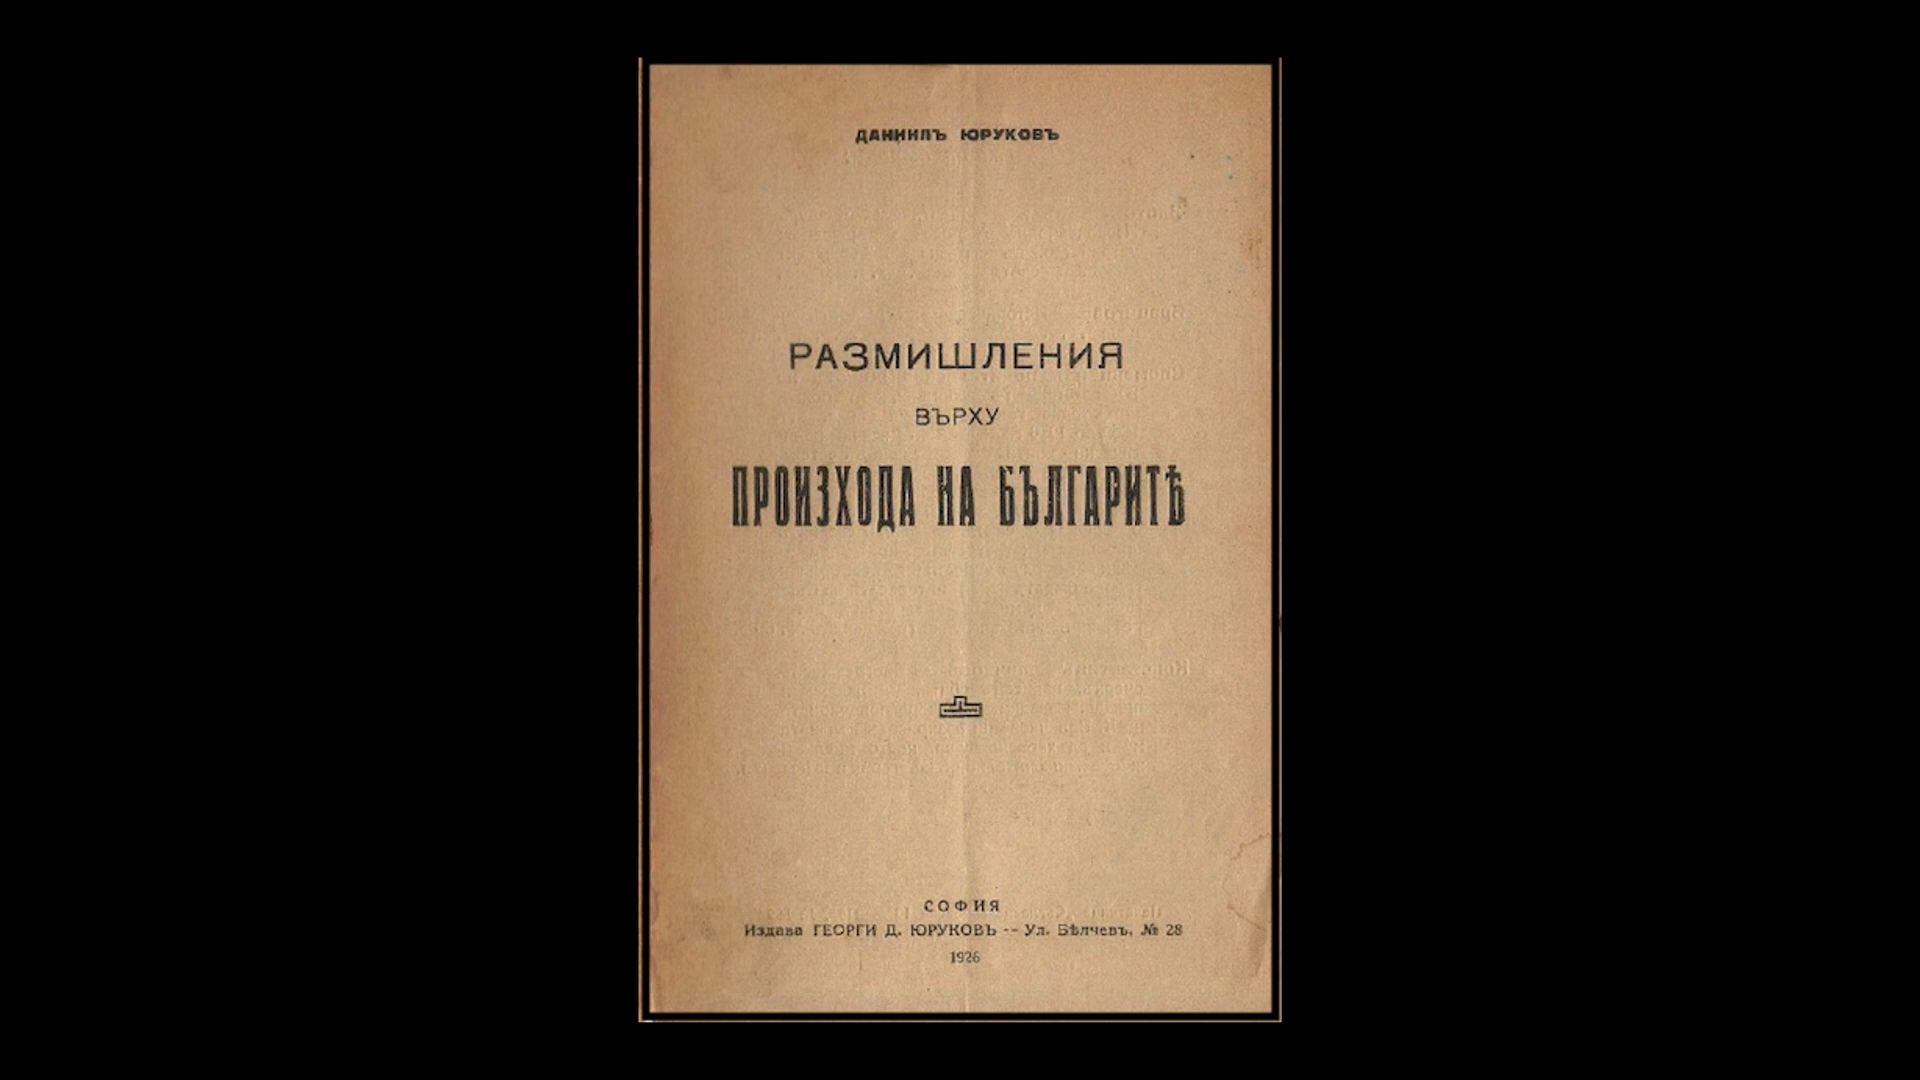 ДАНИИЛЪ ЮРУКОВЪ
РАЗМИШЛЕНИЯ
ВЪРХУ
ПРОИЗХОДА НА БЪЛГАРИТѢ
СОФИЯ
Издава ГЕОРГИ Д. ЮРУКОВЪ -- Ул. Бѣлчевъ, № 28
1926